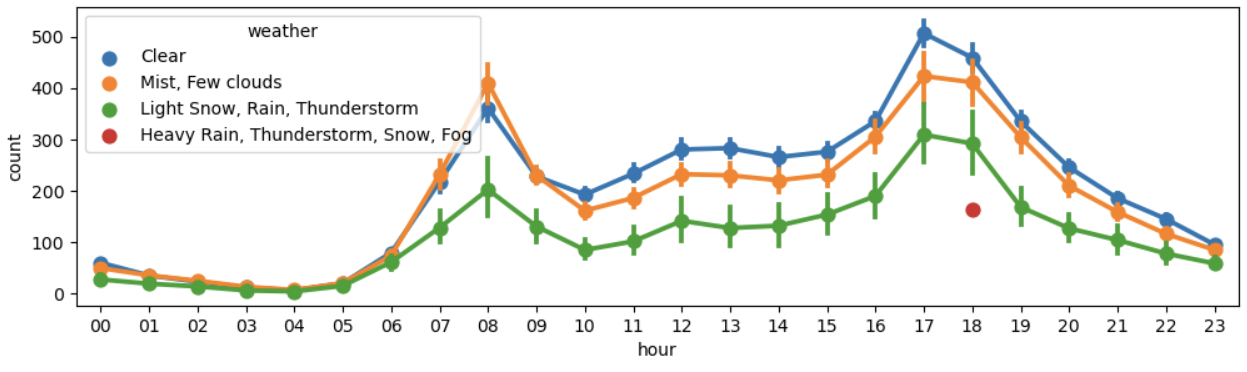 weather
Clear
Mist, Few clouds
Light Snow, Rain, Thunderstorm
Heavy Rain, Thunderstorm, Snow, Fog
count
500
400
300
200
100
0
00 01 02 03 04 05 06 07 08 09 10 11 12 13 14 15 16 17 18 19 20 21 22 23
hour